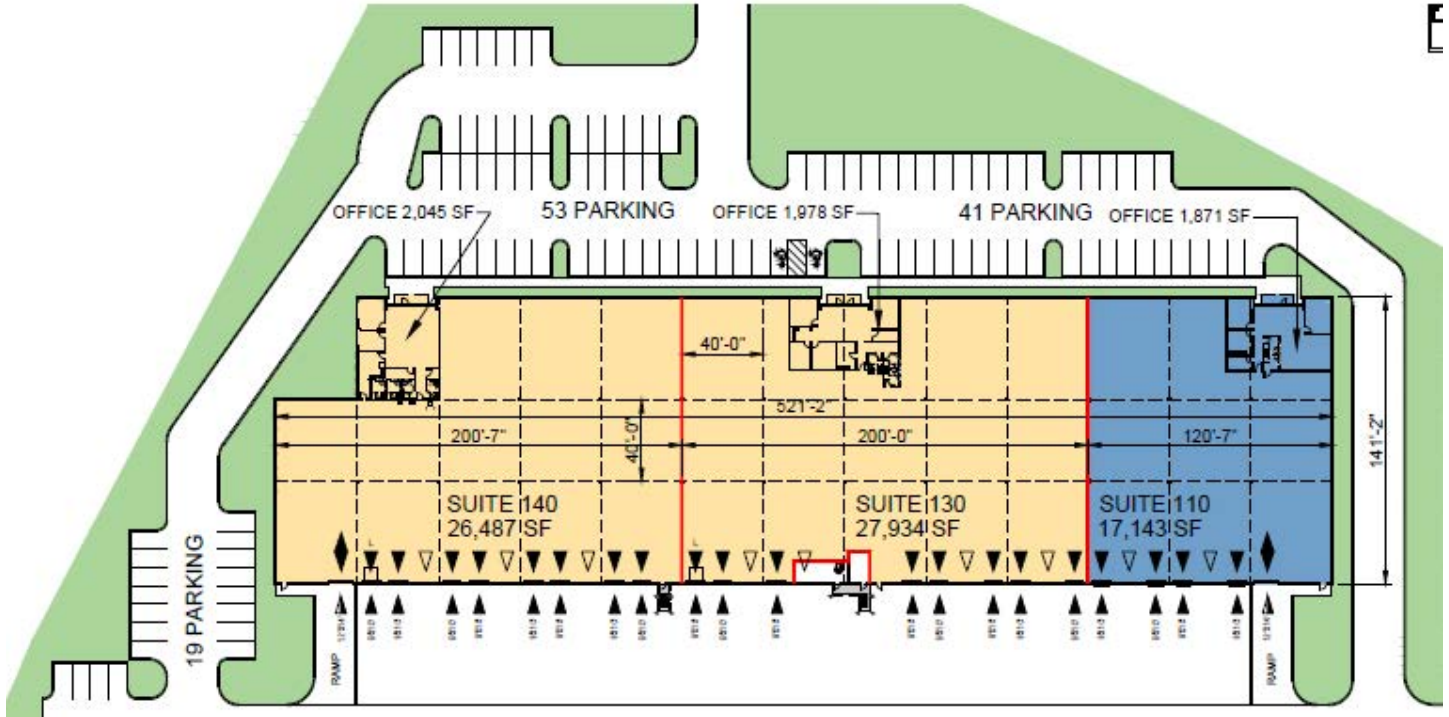 OFFICE 2,045 SF
53 PARKING
OFFICE 1,978 SF
41 PARKING
OFFICE 1,871 SF
40'-0"
521'-2"
200'-7"
40'-0"
200'-0"
120'-7"
141'-2"
SUITE 140
26,487 SF
SUITE 130
27,934 SF
SUITE 110
17,143 SF
L
L
19 PARKING
RAMP
RAMP